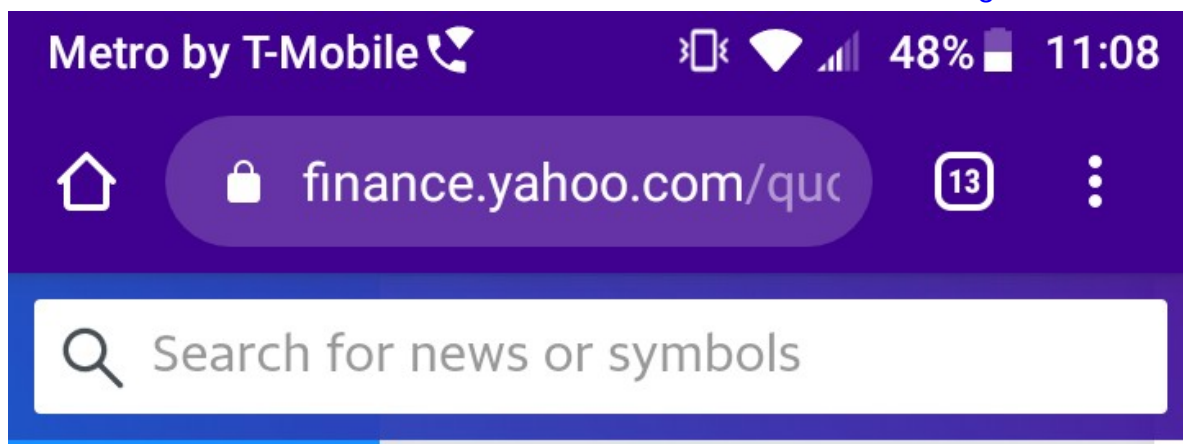 Metro by T-Mobile 48% 11:08
finance.yahoo.com/quo 13
Search for news or symbols